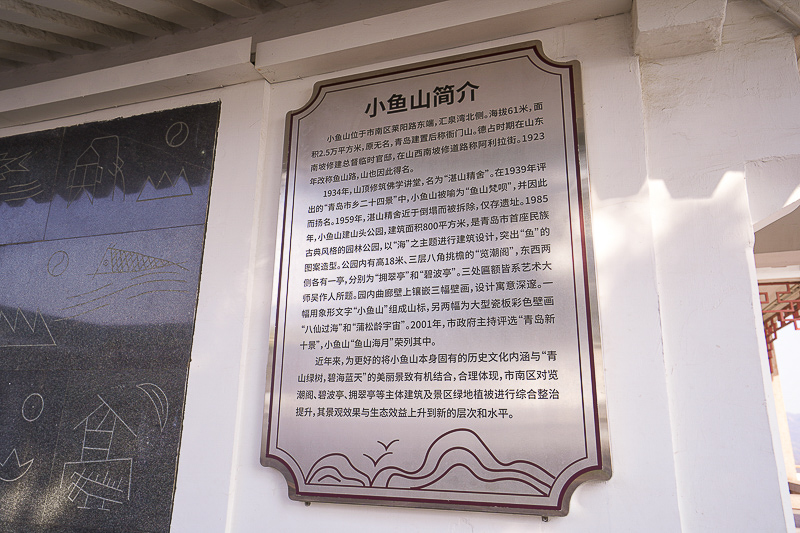 小鱼山简介
小鱼山位于市南区莱阳路东端，汇泉湾北侧。海拔61米，面
积2.5万平方米，原无名，青岛建置后称衙门山。德占时期在山东
南坡修建总督临时官邸，在山西南坡修道路称阿利拉街。1923
年改称鱼山路，山也因此得名。
1934年，山顶修筑佛学讲堂，名为“湛山精舍”。在1939年评
出的“青岛市乡二十四景”中，小鱼山被喻为“鱼山梵呗”，并因此
而扬名。1959年，湛山精舍近于倒塌而被拆除，仅存遗址。1985
年，小鱼山建山头公园，建筑面积800平方米，是青岛市首座民族
古典风格的园林公园，以“海”之主题进行建筑设计，突出“鱼”的
图案造型。公园内有高18米、三层八角挑檐的“览潮阁”，东西两
侧各有一亭，分别为“拥翠亭”和“碧波亭”。三处匾额皆系艺术大
师吴作人所题。园内曲廊壁上镶嵌三幅壁画，设计寓意深邃。一
幅用象形文字“小鱼山”组成山标，另两幅为大型瓷板彩色壁画
“八仙过海”和“蒲松龄宇宙”。2001年，市政府主持评选“青岛新
十景”，小鱼山“鱼山海月”荣列其中。
近年来，为更好的将小鱼山本身固有的历史文化内涵与“青
山绿树，碧海蓝天”的美丽景致有机结合，合理体现，市南区对览
潮阁、碧波亭、拥翠亭等主体建筑及景区绿地植被进行综合整治
提升，其景观效果与生态效益上升到新的层次和水平。